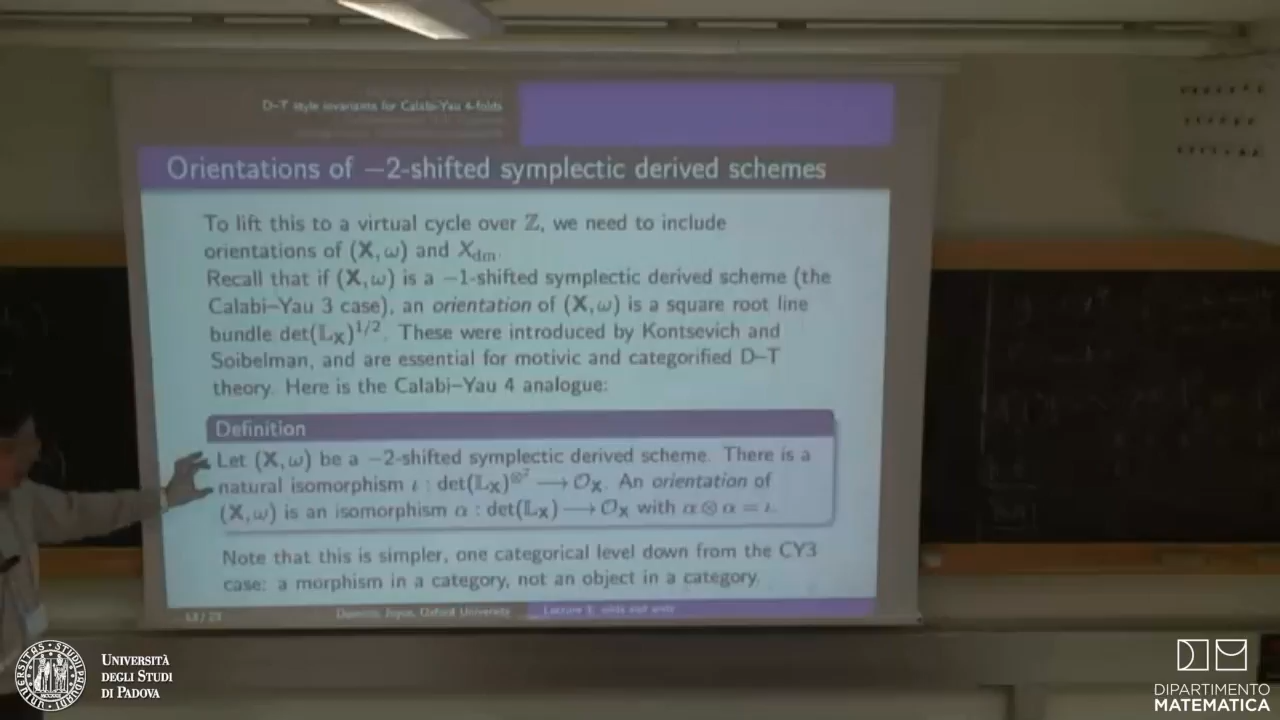 D–T style invariants for Calabi–Yau 4-folds
Orientations of −2-shifted symplectic derived schemes
To lift this to a virtual cycle over ℤ, we need to include
orientations of (X, ω) and X_dm.
Recall that if (X, ω) is a −1-shifted symplectic derived scheme (the
Calabi–Yau 3 case), an orientation of (X, ω) is a square root line
bundle det(𝕃_X)^{1/2}. These were introduced by Kontsevich and
Soibelman, and are essential for motivic and categorified D–T
theory. Here is the Calabi–Yau 4 analogue:
Definition
Let (X, ω) be a −2-shifted symplectic derived scheme. There is a
natural isomorphism ι : det(𝕃_X)^{⊗²} ⟶ 𝒪_X. An orientation of
(X, ω) is an isomorphism α : det(𝕃_X) ⟶ 𝒪_X with α ⊗ α = ι.
Note that this is simpler, one categorical level down from the CY3
case: a morphism in a category, not an object in a category.
Dominic Joyce, Oxford University
UNIVERSITÀ
DEGLI STUDI
DI PADOVA
DIPARTIMENTO
MATEMATICA